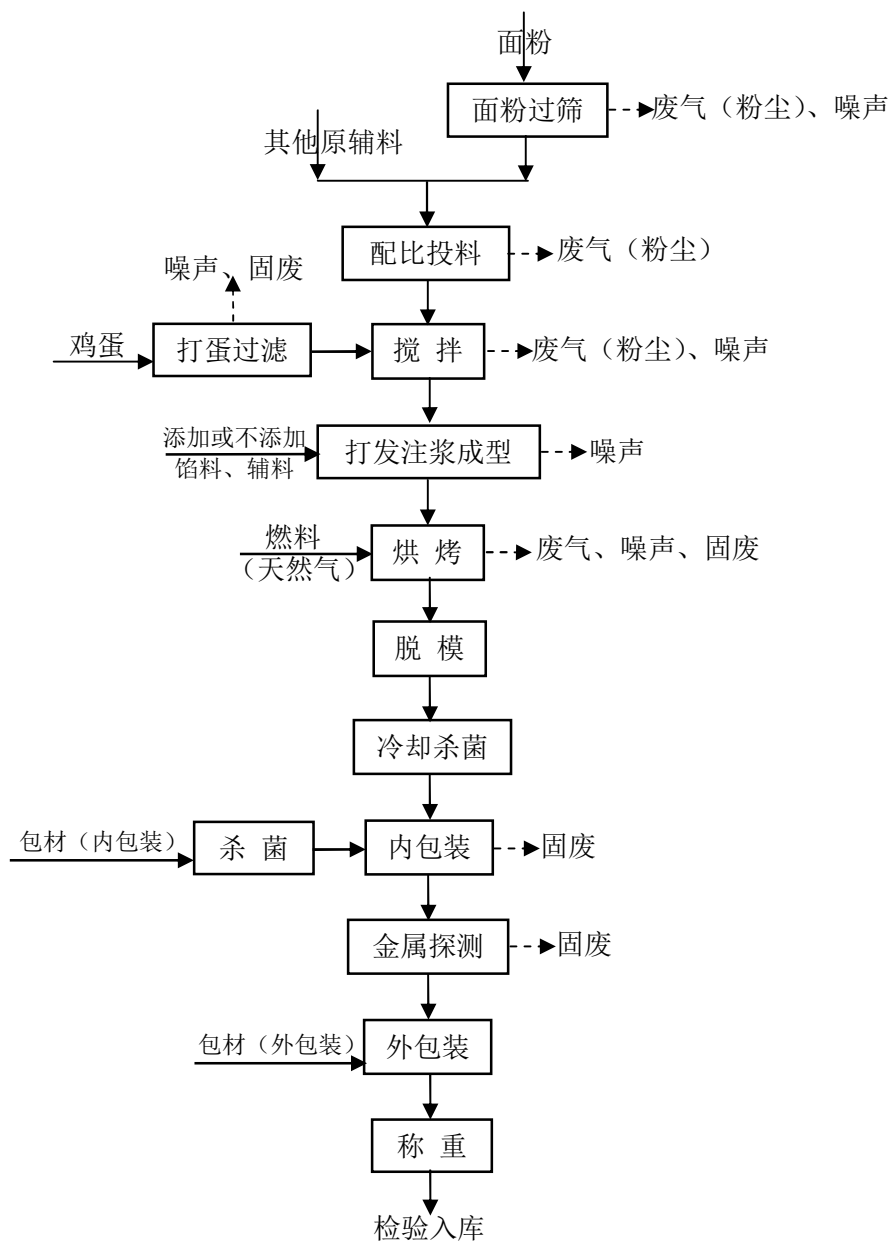 面粉
面粉过筛
废气（粉尘）、噪声
其他原辅料
配比投料
废气（粉尘）
噪声、固废
鸡蛋
打蛋过滤
搅 拌
废气（粉尘）、噪声
添加或不添加
馅料、辅料
打发注浆成型
噪声
燃料
（天然气）
烘 烤
废气、噪声、固废
脱 模
冷却杀菌
包材（内包装）
杀 菌
内包装
固废
金属探测
固废
包材（外包装）
外包装
称 重
检验入库